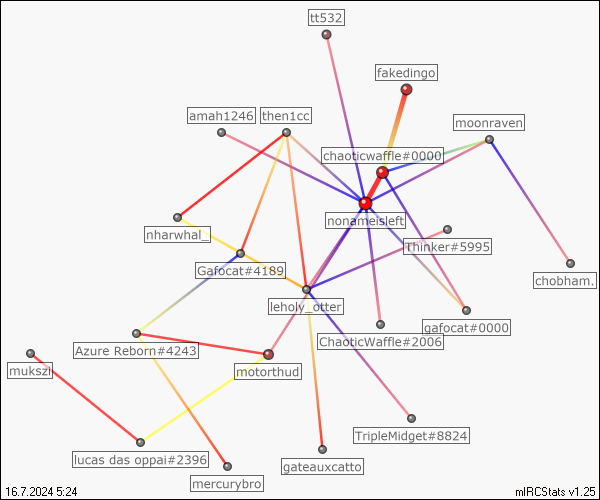 tt532
fakedingo
amah1246
then1cc
moonraven
chaoticwaffle#0000
nonameisleft
nharwhal_
Thinker#5995
Gafocat#4189
chobham.
leholy_otter
gafocat#0000
ChaoticWaffle#2006
Azure Reborn#4243
mukszi
motorthud
TripleMidget#8824
lucas das oppai#2396
gateauxcatto
mercurybro
16.7.2024 5:24
mIRCStats v1.25